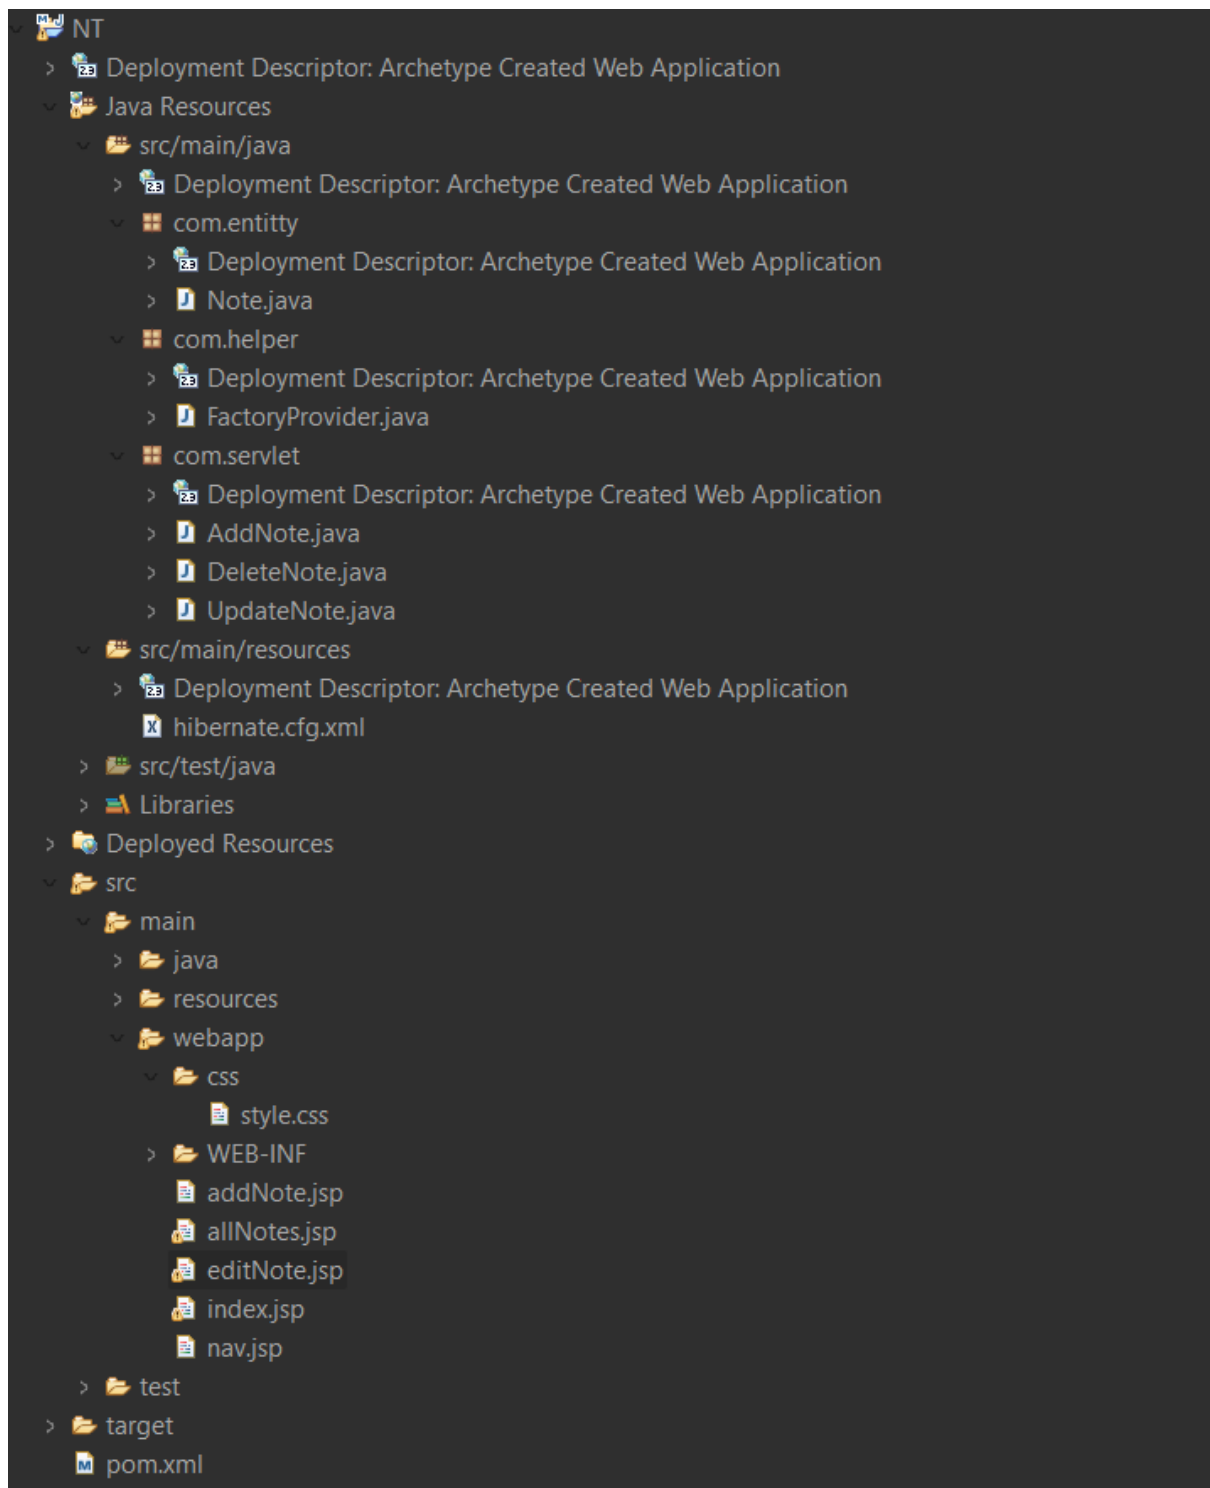 NT
Deployment Descriptor: Archetype Created Web Application
Java Resources
src/main/java
Deployment Descriptor: Archetype Created Web Application
com.entitty
Deployment Descriptor: Archetype Created Web Application
Note.java
com.helper
Deployment Descriptor: Archetype Created Web Application
FactoryProvider.java
com.servlet
Deployment Descriptor: Archetype Created Web Application
AddNote.java
DeleteNote.java
UpdateNote.java
src/main/resources
Deployment Descriptor: Archetype Created Web Application
hibernate.cfg.xml
src/test/java
Libraries
Deployed Resources
src
main
java
resources
webapp
css
style.css
WEB-INF
addNote.jsp
allNotes.jsp
editNote.jsp
index.jsp
nav.jsp
test
target
pom.xml